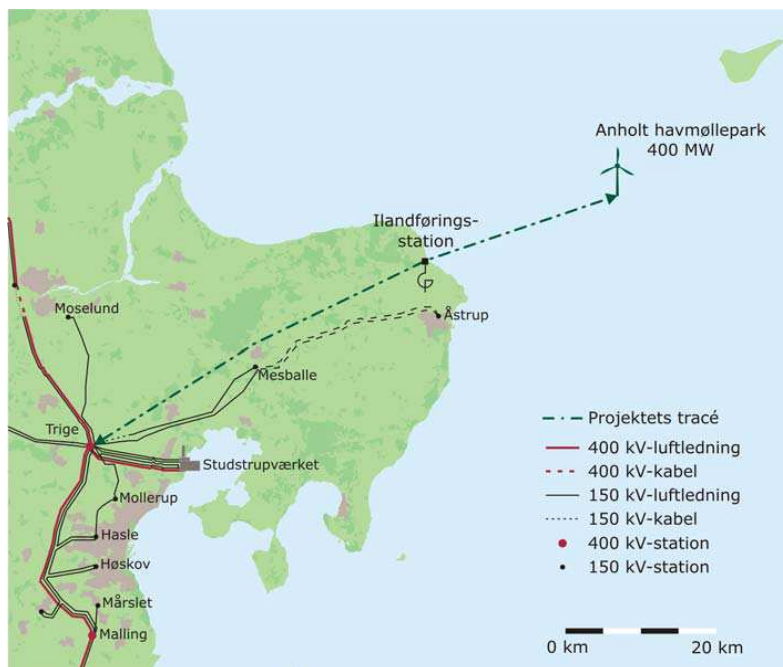 Anholt havmøllepark
400 MW
Ilandførings-
station
Moselund
Åstrup
Mesballe
Trige
Studstrupværket
Mollerup
Hasle
Høskov
Mårslet
Malling
Projektets tracé
400 kV-luftledning
400 kV-kabel
150 kV-luftledning
150 kV-kabel
400 kV-station
150 kV-station
0 km 20 km